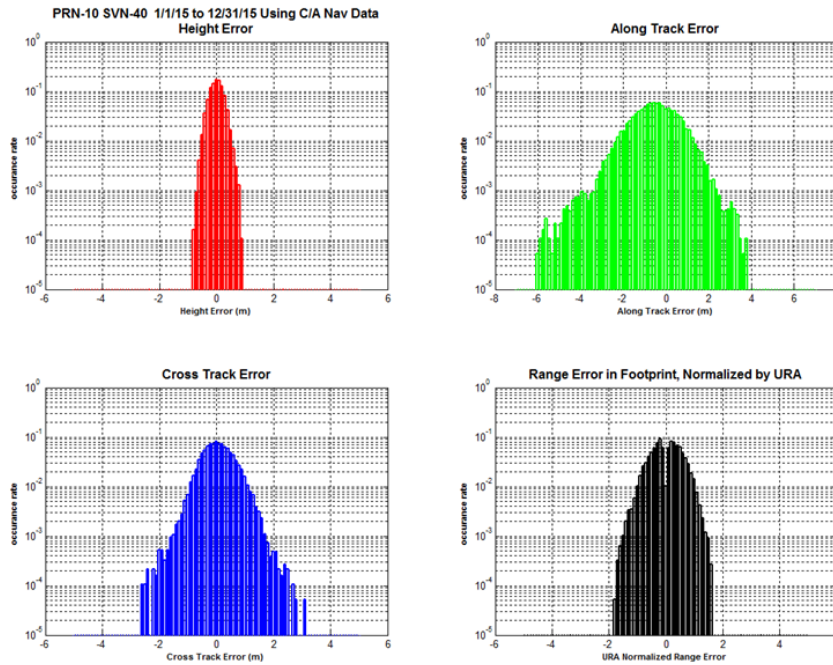 PRN-10 SVN-40 1/1/15 to 12/31/15 Using C/A Nav Data
Height Error
10^0
10^-1
10^-2
10^-3
10^-4
10^-5
occurance rate
-6 -4 -2 0 2 4 6
Height Error (m)
Along Track Error
10^0
10^-1
10^-2
10^-3
10^-4
10^-5
occurance rate
-6 -4 -2 0 2 4 6
Along Track Error (m)
Cross Track Error
10^0
10^-1
10^-2
10^-3
10^-4
10^-5
occurance rate
-6 -4 -2 0 2 4 6
Cross Track Error (m)
Range Error in Footprint, Normalized by URA
10^0
10^-1
10^-2
10^-3
10^-4
10^-5
occurance rate
-4 -2 0 2 4
URA Normalized Range Error